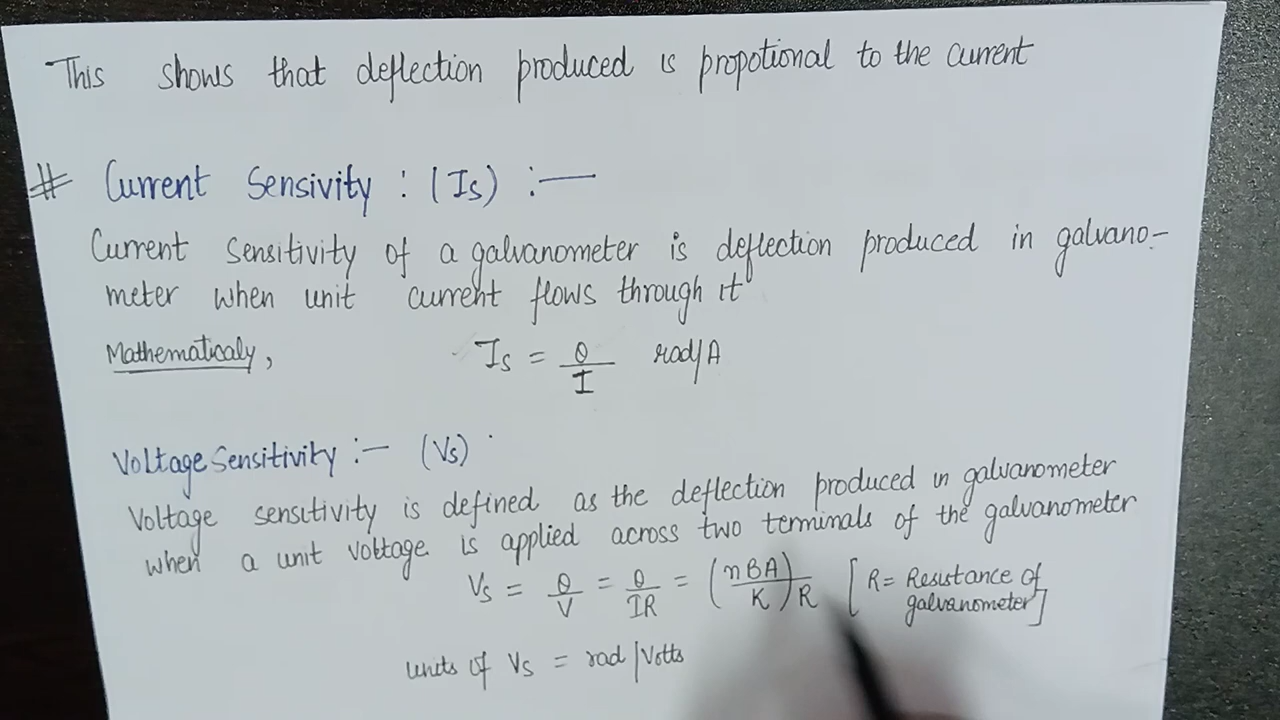 This shows that deflection produced is propotional to the current
# Current Sensivity : (Is) :—
Current Sensitivity of a galvanometer is deflection produced in galvano-
meter when unit current flows through it
Mathematicaly, Is = θ/I rad/A
Voltage Sensitivity :— (Vs)
Voltage sensitivity is defined as the deflection produced in galvanometer
when a unit voltage is applied across two terminals of the galvanometer
Vs = θ/V = θ/IR = (nBA/K)/R [R = Resistance of
galvanometer]
units of Vs = rad/Volts